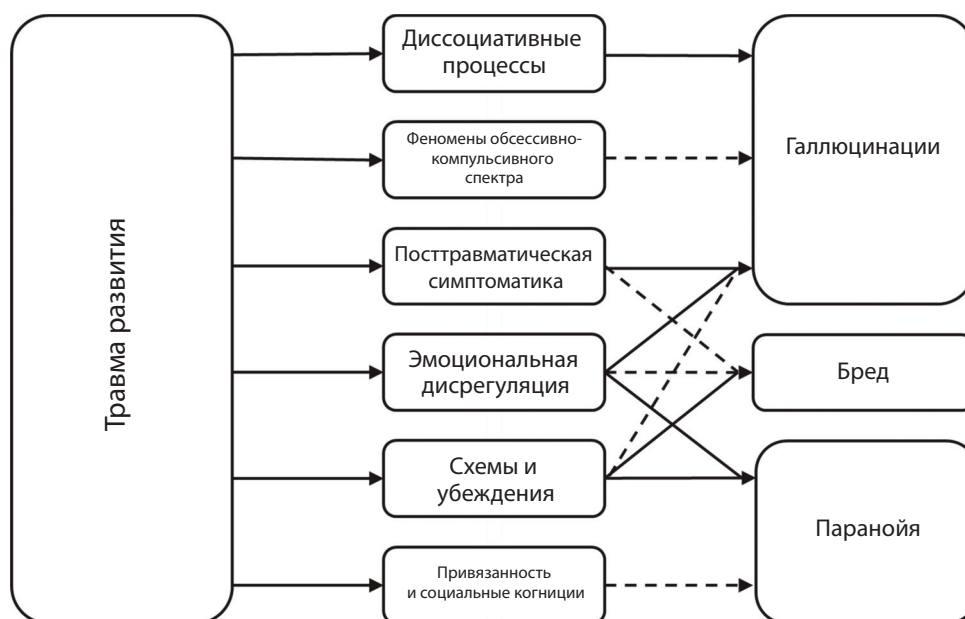 Травма развития
Диссоциативные
процессы
Феномены обсессивно-
компульсивного
спектра
Посттравматическая
симптоматика
Эмоциональная
дисрегуляция
Схемы и
убеждения
Привязанность
и социальные когниции
Галлюцинации
Бред
Паранойя